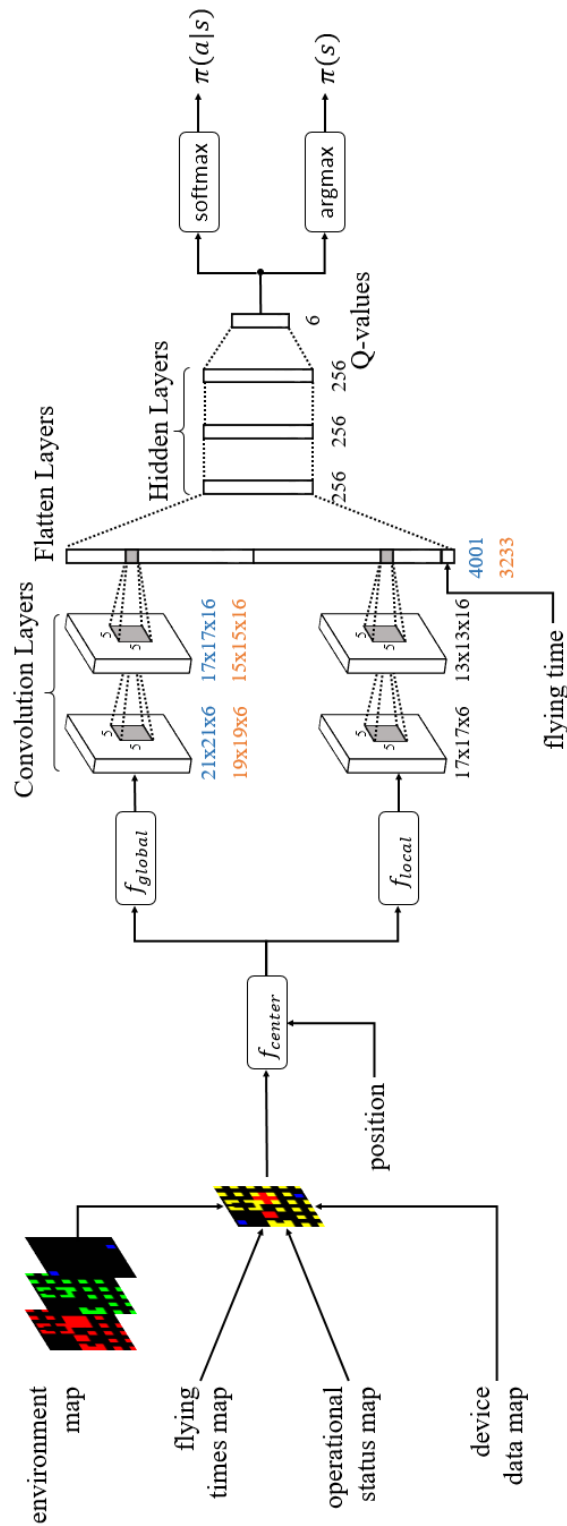 environment
map
flying
times map
operational
status map
device
data map
position
f_center
f_global
f_local
Convolution Layers
5
5
5
5
21x21x6
19x19x6
17x17x16
15x15x16
5
5
5
5
17x17x6
13x13x16
flying time
Flatten Layers
4001
3233
Hidden Layers
256
256
256
6
Q-values
softmax
argmax
π(a|s)
π(s)